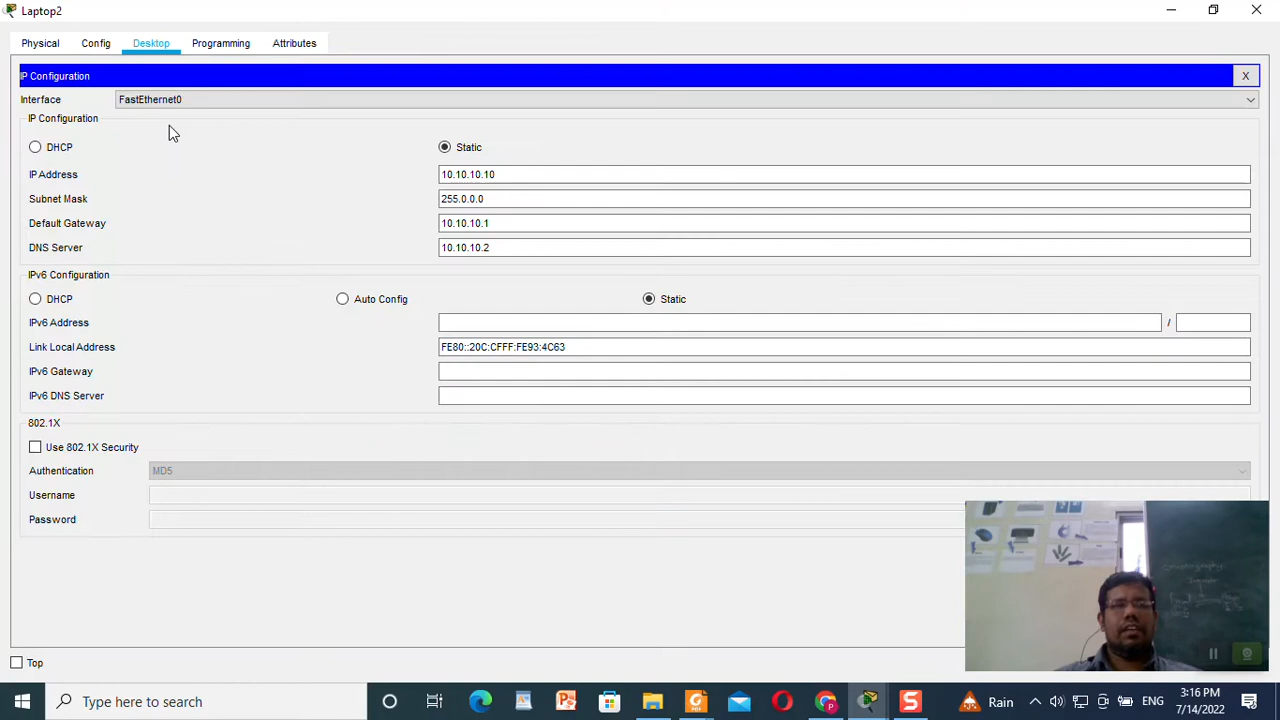 Laptop2
Physical Config Desktop Programming Attributes
IP Configuration X
Interface FastEthernet0
IP Configuration
DHCP Static
IP Address 10.10.10.10
Subnet Mask 255.0.0.0
Default Gateway 10.10.10.1
DNS Server 10.10.10.2
IPv6 Configuration
DHCP Auto Config Static
IPv6 Address /
Link Local Address FE80::20C:CFFF:FE93:4C63
IPv6 Gateway
IPv6 DNS Server
802.1X
Use 802.1X Security
Authentication MD5
Username
Password
Top
Type here to search Rain ENG 3:16 PM
7/14/2022